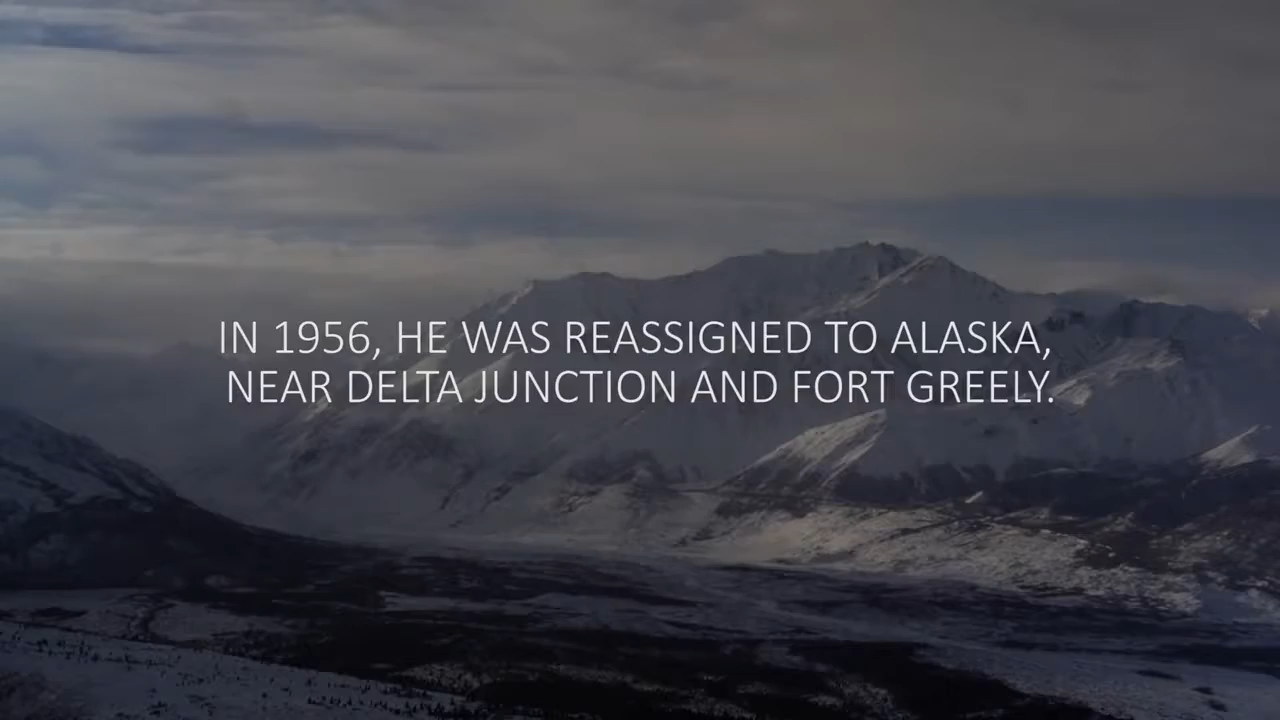 IN 1956, HE WAS REASSIGNED TO ALASKA,
NEAR DELTA JUNCTION AND FORT GREELY.